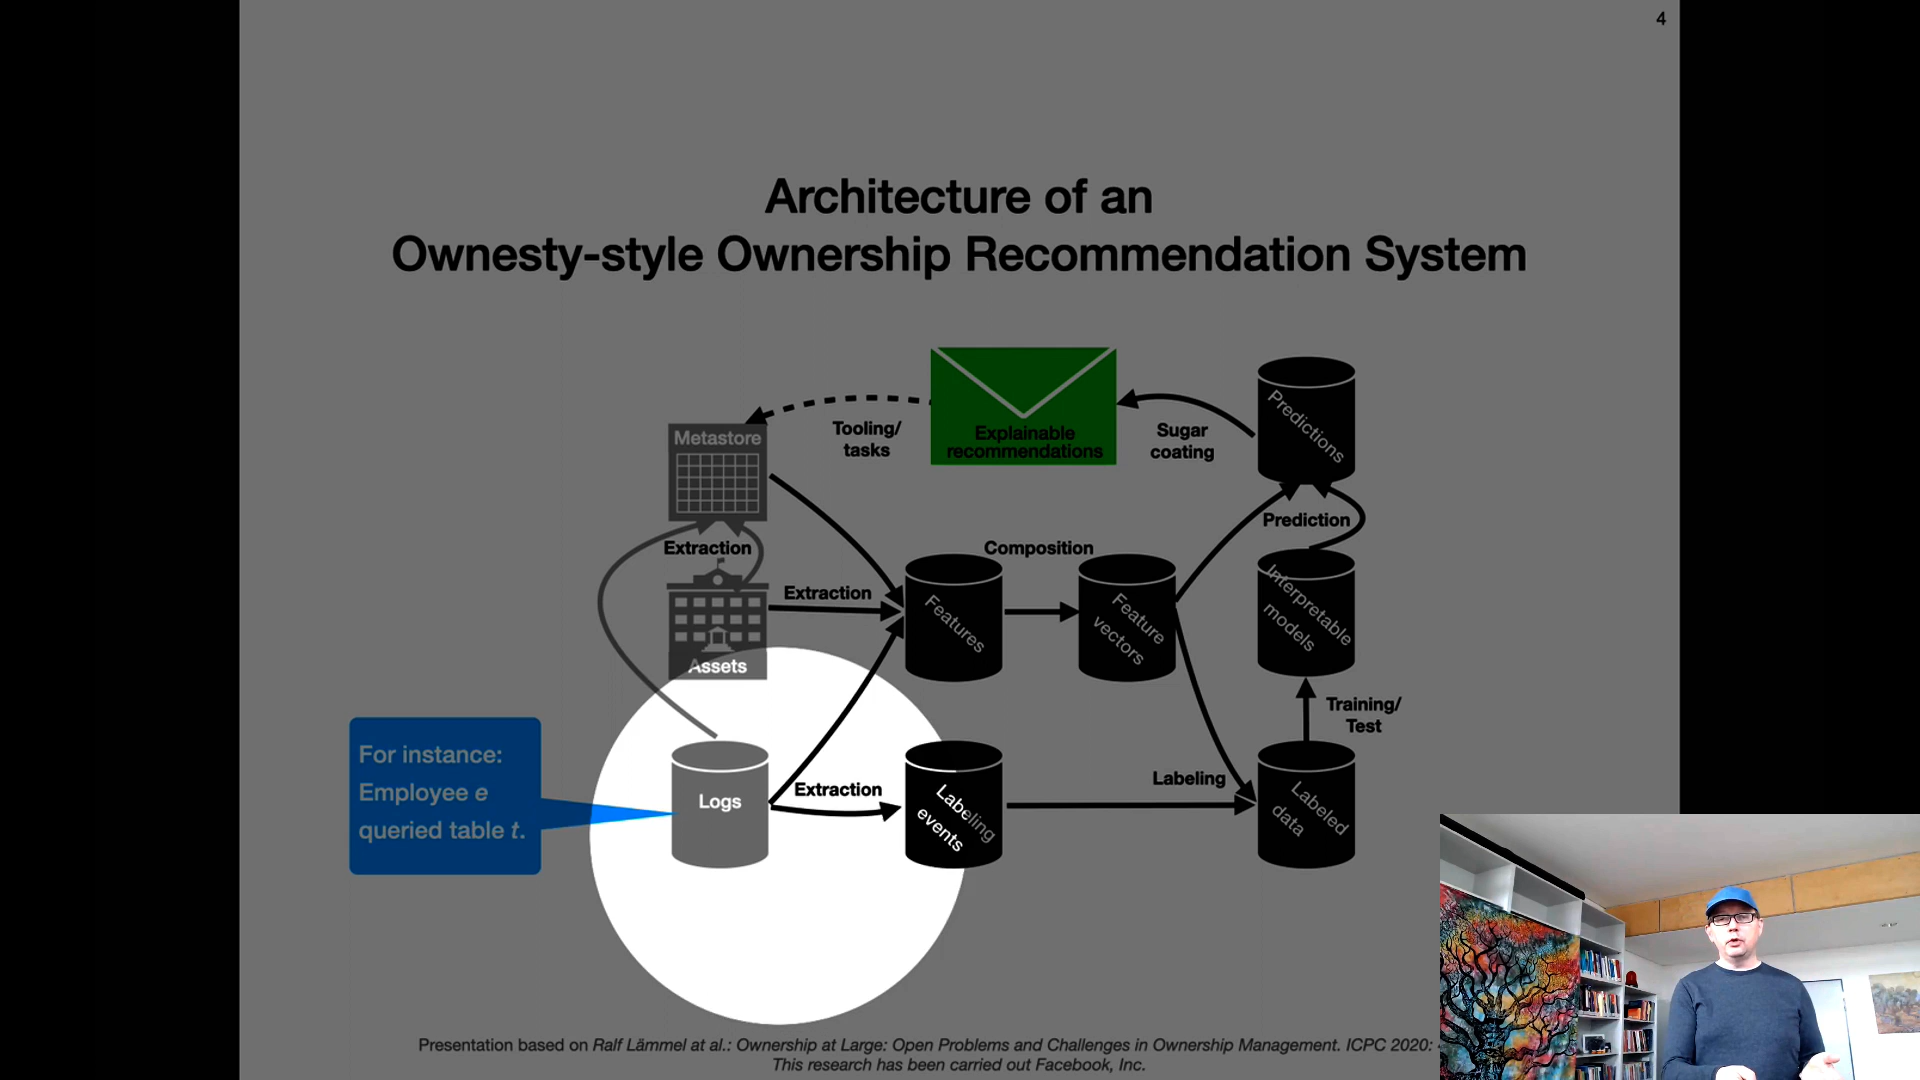 4
Architecture of an
Ownesty-style Ownership Recommendation System
Metastore
Tooling/
tasks
Explainable
recommendations
Sugar
coating
Predictions
Extraction
Composition
Prediction
Extraction
Features
Feature
vectors
Interpretable
models
Assets
Training/
Test
For instance:
Employee e
queried table t.
Logs
Extraction
Labeling
events
Labeling
Labeled
data
Presentation based on Ralf Lämmel at al.: Ownership at Large: Open Problems and Challenges in Ownership Management. ICPC 2020:
This research has been carried out Facebook, Inc.